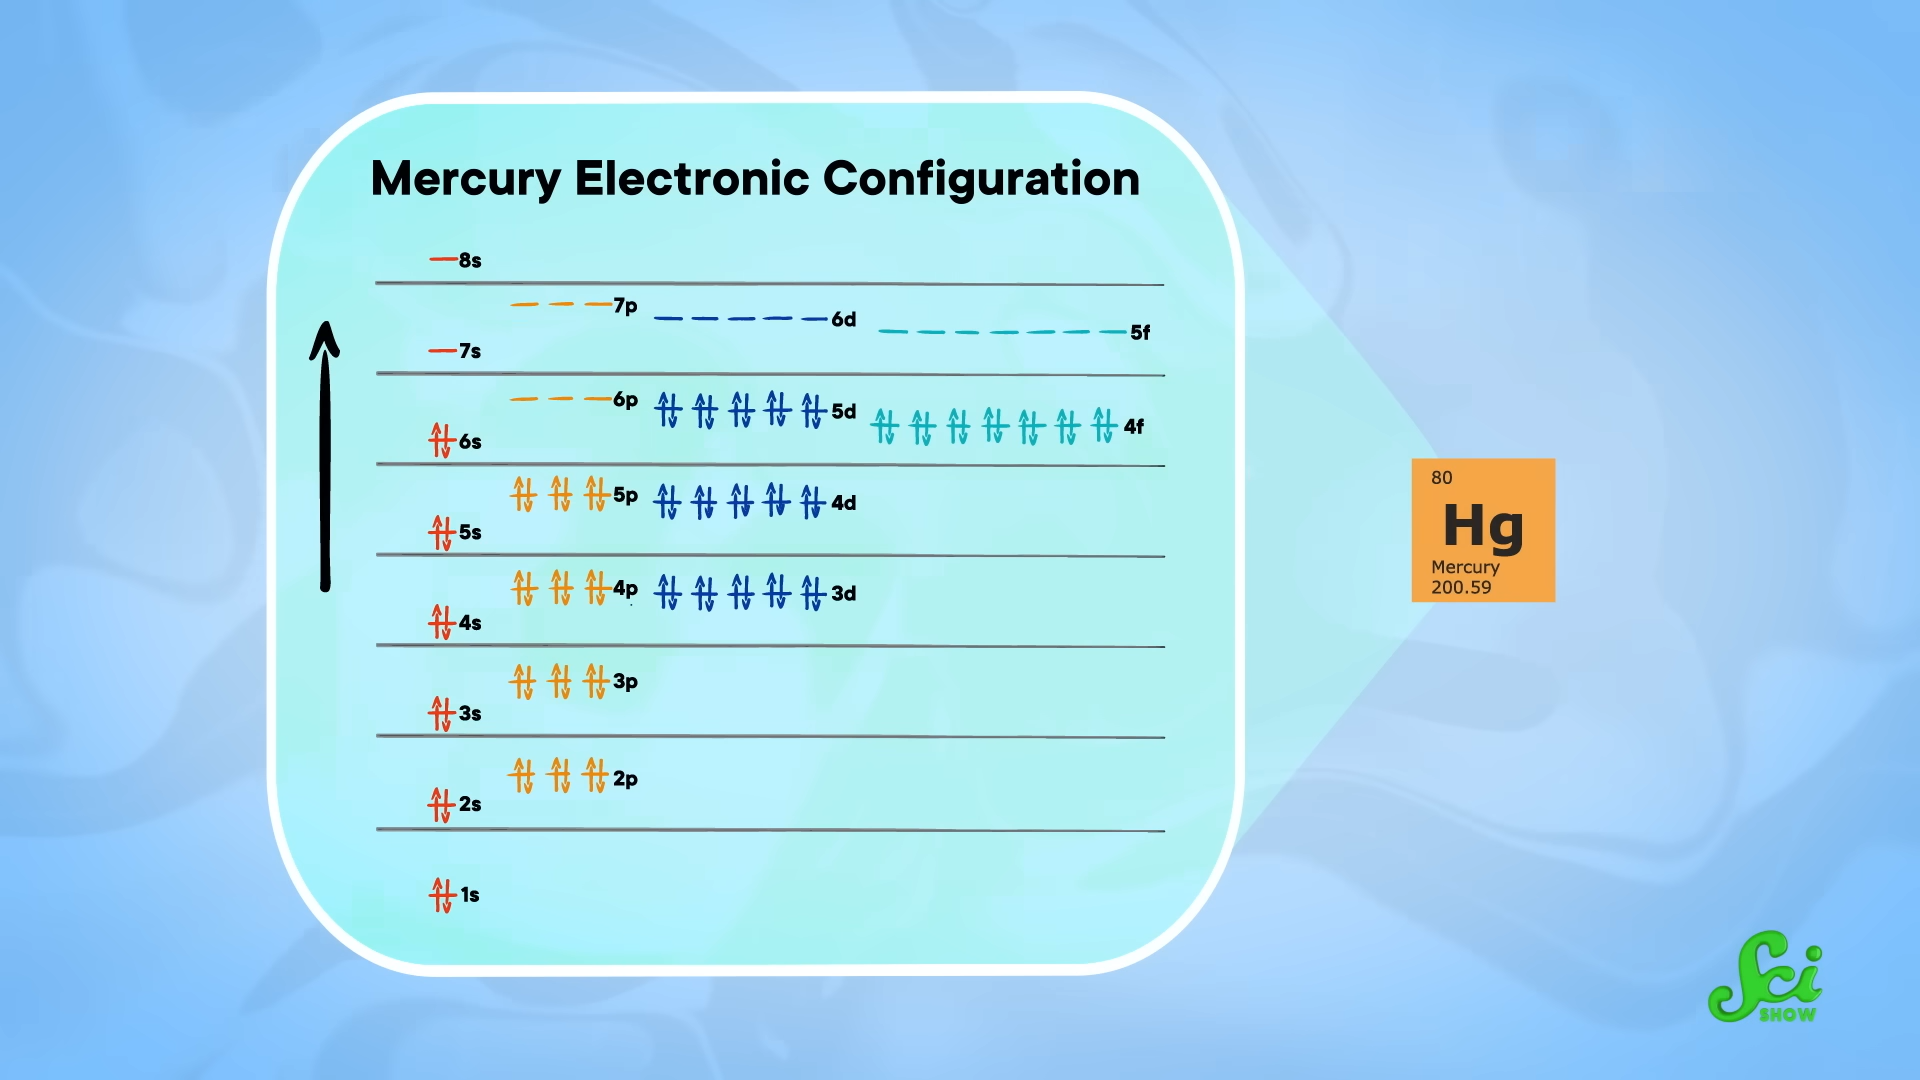 Mercury Electronic Configuration
8s
7p
6d
5f
7s
6p
5d
4f
6s
5p
4d
5s
4p
3d
4s
3p
3s
2p
2s
1s
80
Hg
Mercury
200.59
Sci
SHOW